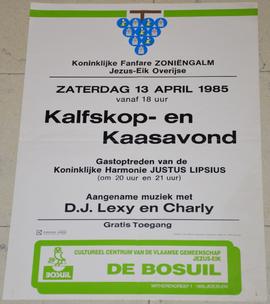 Koninklijke Fanfare ZONIËNGALM
Jezus-Eik Overijse
ZATERDAG 13 APRIL 1985
vanaf 18 uur
Kalfskop- en
Kaasavond
Gastoptreden van de
Koninklijke Harmonie JUSTUS LIPSIUS
(om 20 uur en 21 uur)
Aangename muziek met
D.J. Lexy en Charly
Gratis Toegang
CULTUREEL CENTRUM VAN DE VLAAMSE GEMEENSCHAP
JEZUS-EIK
DE BOSUIL
BOSUIL